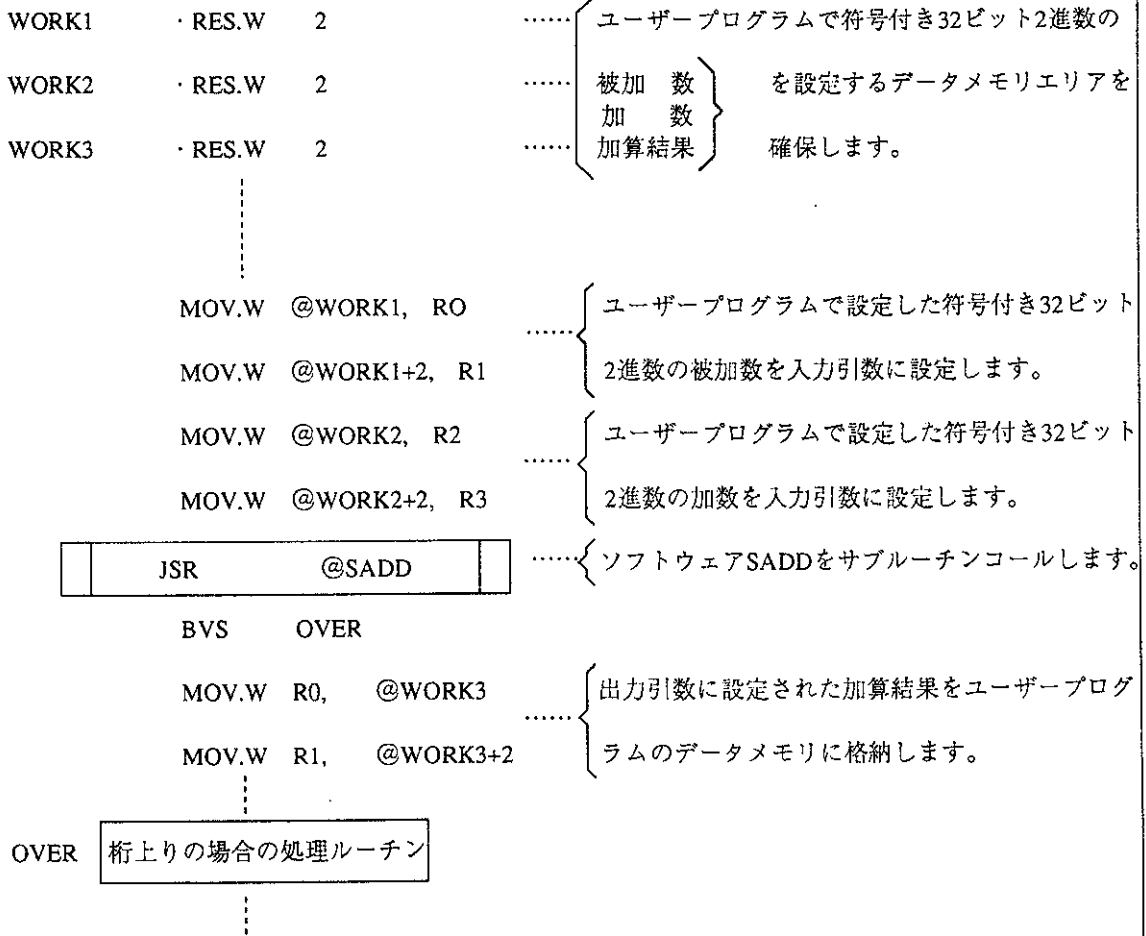 WORK1 ・RES.W 2 …… ユーザープログラムで符号付き32ビット2進数の
WORK2 ・RES.W 2 …… 被加 数 を設定するデータメモリエリアを
加 数
WORK3 ・RES.W 2 …… 加算結果 確保します。
MOV.W @WORK1, RO ユーザープログラムで設定した符号付き32ビット
……
MOV.W @WORK1+2, R1 2進数の被加数を入力引数に設定します。
MOV.W @WORK2, R2 ユーザープログラムで設定した符号付き32ビット
……
MOV.W @WORK2+2, R3 2進数の加数を入力引数に設定します。
JSR @SADD …… ソフトウェアSADDをサブルーチンコールします。
BVS OVER
MOV.W R0, @WORK3 出力引数に設定された加算結果をユーザープログ
……
MOV.W R1, @WORK3+2 ラムのデータメモリに格納します。
OVER 桁上りの場合の処理ルーチン